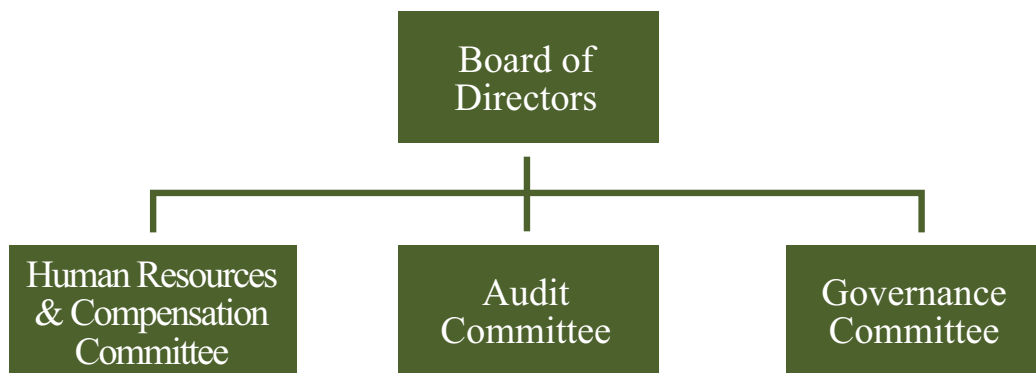 Board of
Directors
Human Resources
& Compensation
Committee
Audit
Committee
Governance
Committee